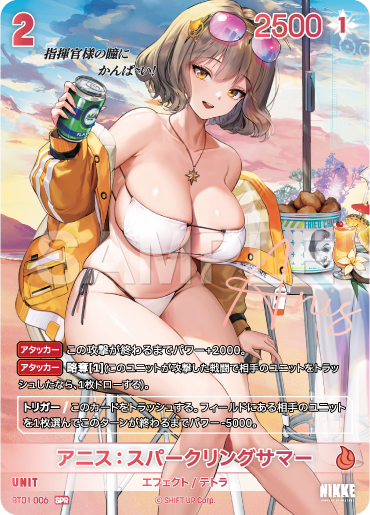 2
2500 1
指揮官様の瞳に
かんぱ〜い!
FRIED CHI
SAMPLE
Anis
アタッカー この攻撃が終わるまでパワー+2000。
アタッカー 略奪[1](このユニットが攻撃した戦闘で相手のユニットをトラッ
シュしたなら、1枚ドローする)。
トリガー / このカードをトラッシュする。フィールドにある相手のユニット
を1枚選んでこのターンが終わるまでパワー-5000。
アニス:スパークリングサマー
UNIT
エフェクト / テトラ
NIKKE
BT01-006 SPR
© SHIFT UP Corp.